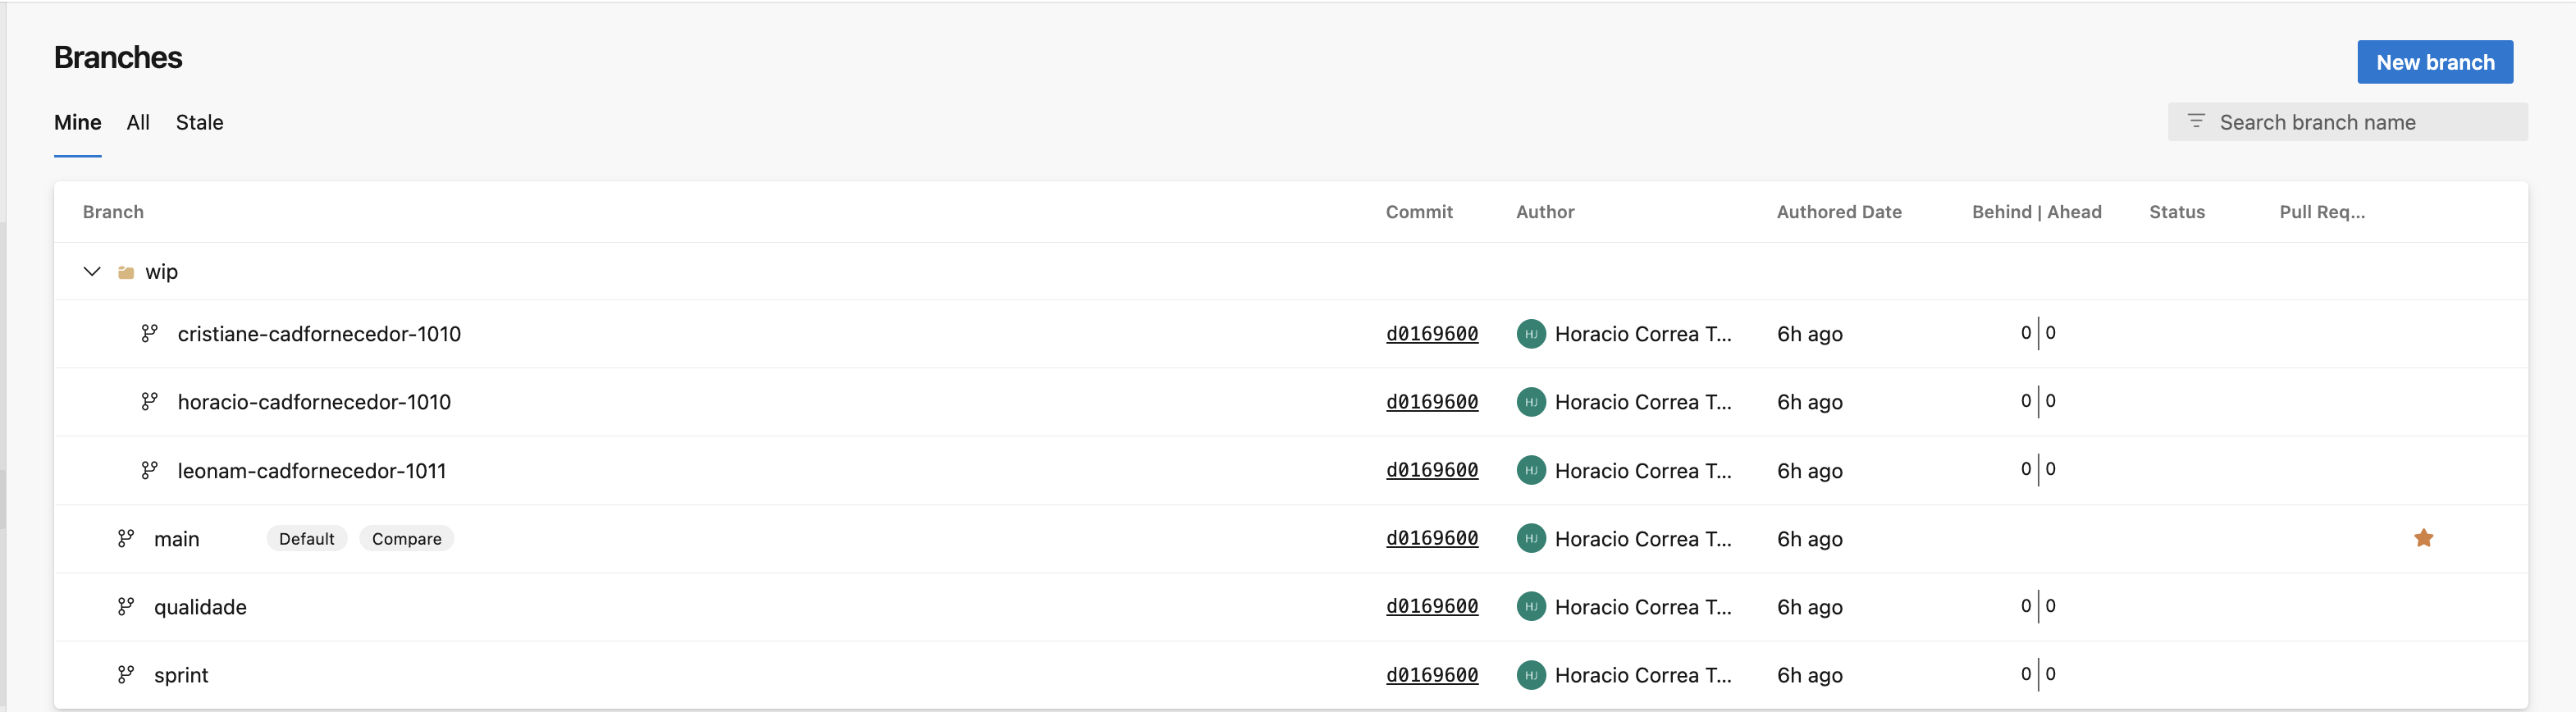 Branches
New branch
Mine All Stale
Search branch name
Branch Commit Author Authored Date Behind | Ahead Status Pull Req...
wip
cristiane-cadfornecedor-1010 d0169600 HJ Horacio Correa T... 6h ago 0 0
horacio-cadfornecedor-1010 d0169600 HJ Horacio Correa T... 6h ago 0 0
leonam-cadfornecedor-1011 d0169600 HJ Horacio Correa T... 6h ago 0 0
main Default Compare d0169600 HJ Horacio Correa T... 6h ago
qualidade d0169600 HJ Horacio Correa T... 6h ago 0 0
sprint d0169600 HJ Horacio Correa T... 6h ago 0 0